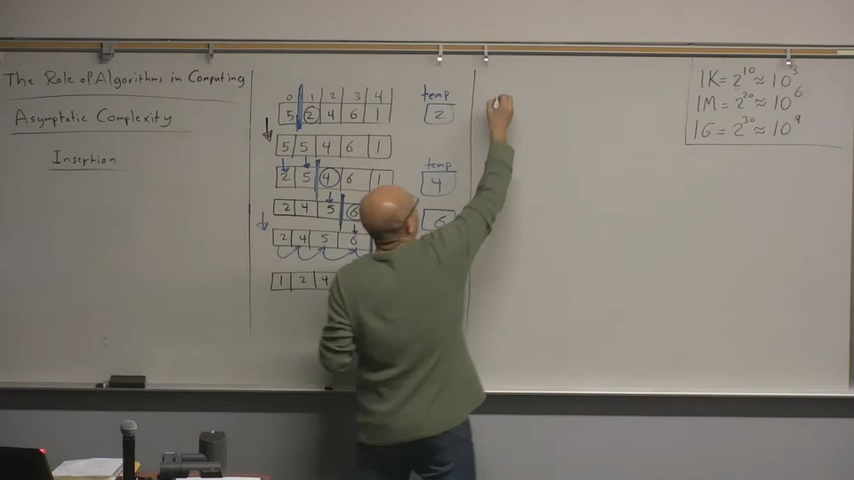 The Role of Algorithms in Computing
Asymptotic Complexity
Insertion
0 1 2 3 4
5 2 4 6 1
temp
2
5 5 4 6 1
2 5 4 6 1
temp
4
2 4 5 6
6
2 4 5 6
1 2 4
1K = 2^10 ≈ 10^3
1M = 2^20 ≈ 10^6
1G = 2^30 ≈ 10^9